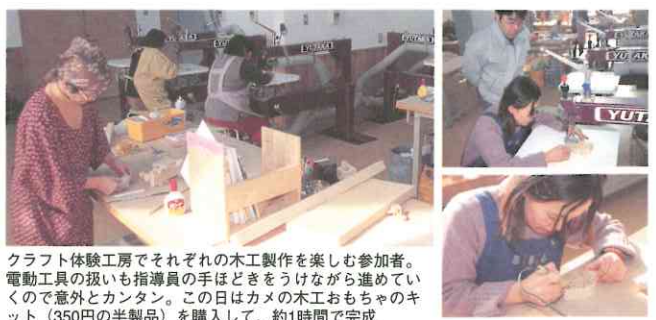 YUTAKA
YUTAKA
YUTAKA
クラフト体験工房でそれぞれの木工製作を楽しむ参加者。
電動工具の扱いも指導員の手ほどきをうけながら進めてい
くので意外とカンタン。この日はカメの木工おもちゃのキ
ット（350円の半製品）を購入して、約1時間で完成